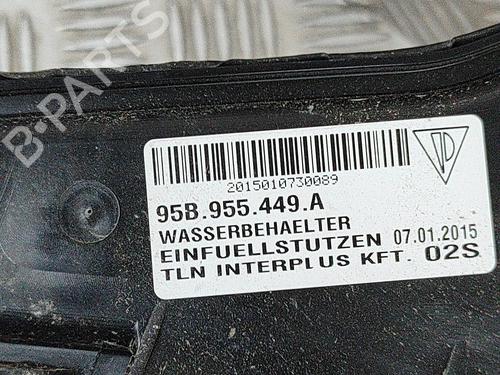 B-PARTS
2015010730089
95B.955.449.A
WASSERBEHAELTER
EINFUELLSTUTZEN 07.01.2015
TLN INTERPLUS KFT. 02S